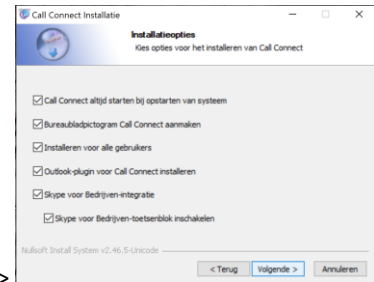 Call Connect Installatie
Installatieopties
Kies opties voor het installeren van Call Connect
Call Connect altijd starten bij opstarten van systeem
Bureaubladpictogram Call Connect aanmaken
Installeren voor alle gebruikers
Outlook-plugin voor Call Connect installeren
Skype voor Bedrijven-integratie
Skype voor Bedrijven-toetsenblok inschakelen
Nullsoft Install System v2.46.5-Unicode
< Terug Volgende > Annuleren
>